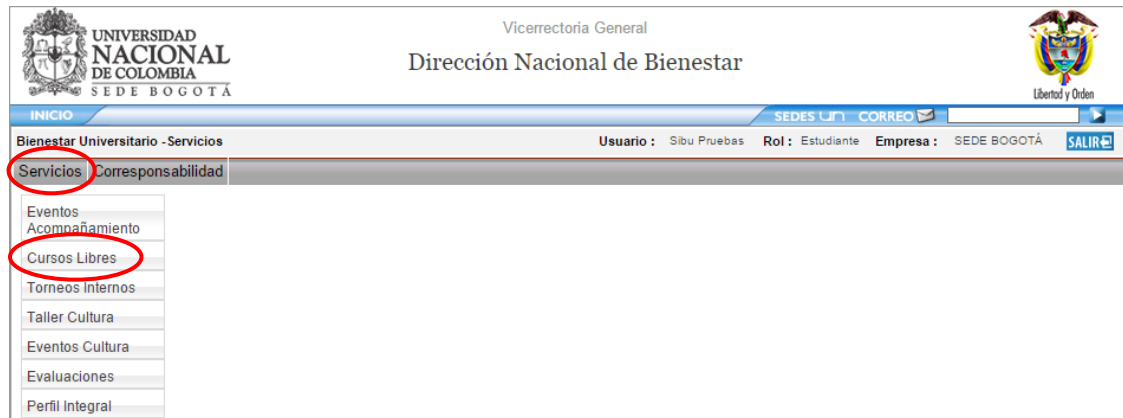 UNIVERSIDAD
NACIONAL
DE COLOMBIA
SEDE BOGOTÁ
Vicerrectoria General
Dirección Nacional de Bienestar
Libertad y Orden
INICIO
SEDES UN CORREO
Bienestar Universitario -Servicios Usuario : Sibu Pruebas Rol : Estudiante Empresa : SEDE BOGOTÁ SALIR
Servicios Corresponsabilidad
Eventos
Acompañamiento
Cursos Libres
Torneos Internos
Taller Cultura
Eventos Cultura
Evaluaciones
Perfil Integral